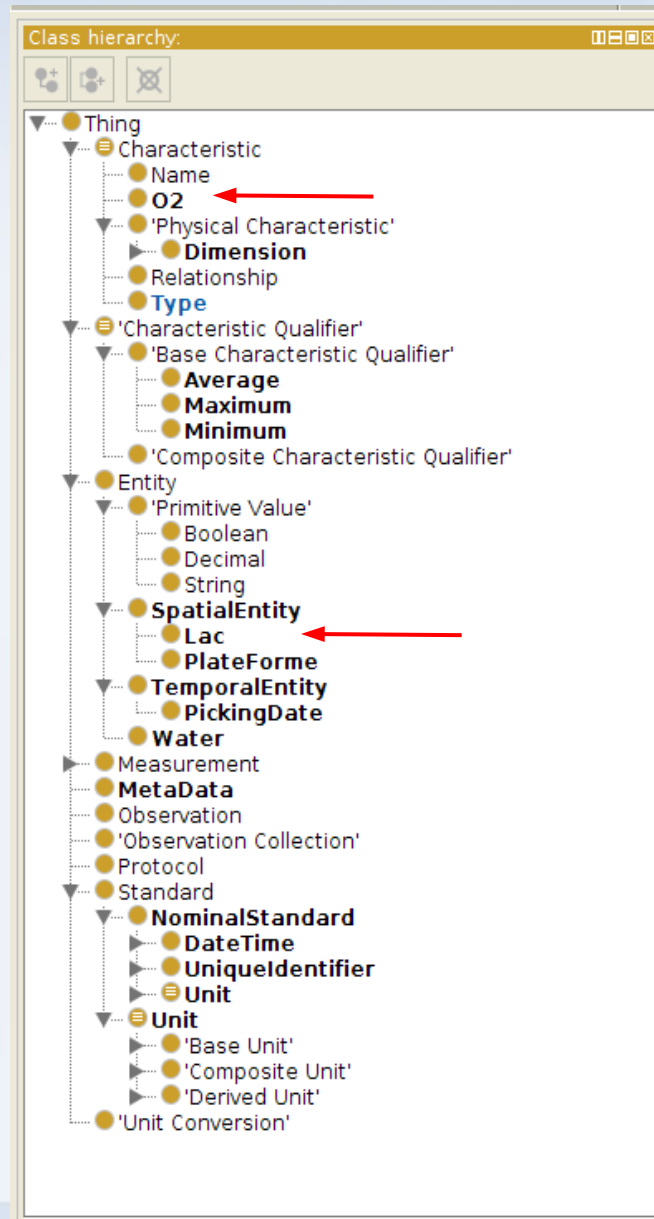 Class hierarchy:
Thing
Characteristic
Name
O2
'Physical Characteristic'
Dimension
Relationship
Type
'Characteristic Qualifier'
'Base Characteristic Qualifier'
Average
Maximum
Minimum
'Composite Characteristic Qualifier'
Entity
'Primitive Value'
Boolean
Decimal
String
SpatialEntity
Lac
PlateForme
TemporalEntity
PickingDate
Water
Measurement
MetaData
Observation
'Observation Collection'
Protocol
Standard
NominalStandard
DateTime
UniqueIdentifier
Unit
Unit
'Base Unit'
'Composite Unit'
'Derived Unit'
'Unit Conversion'